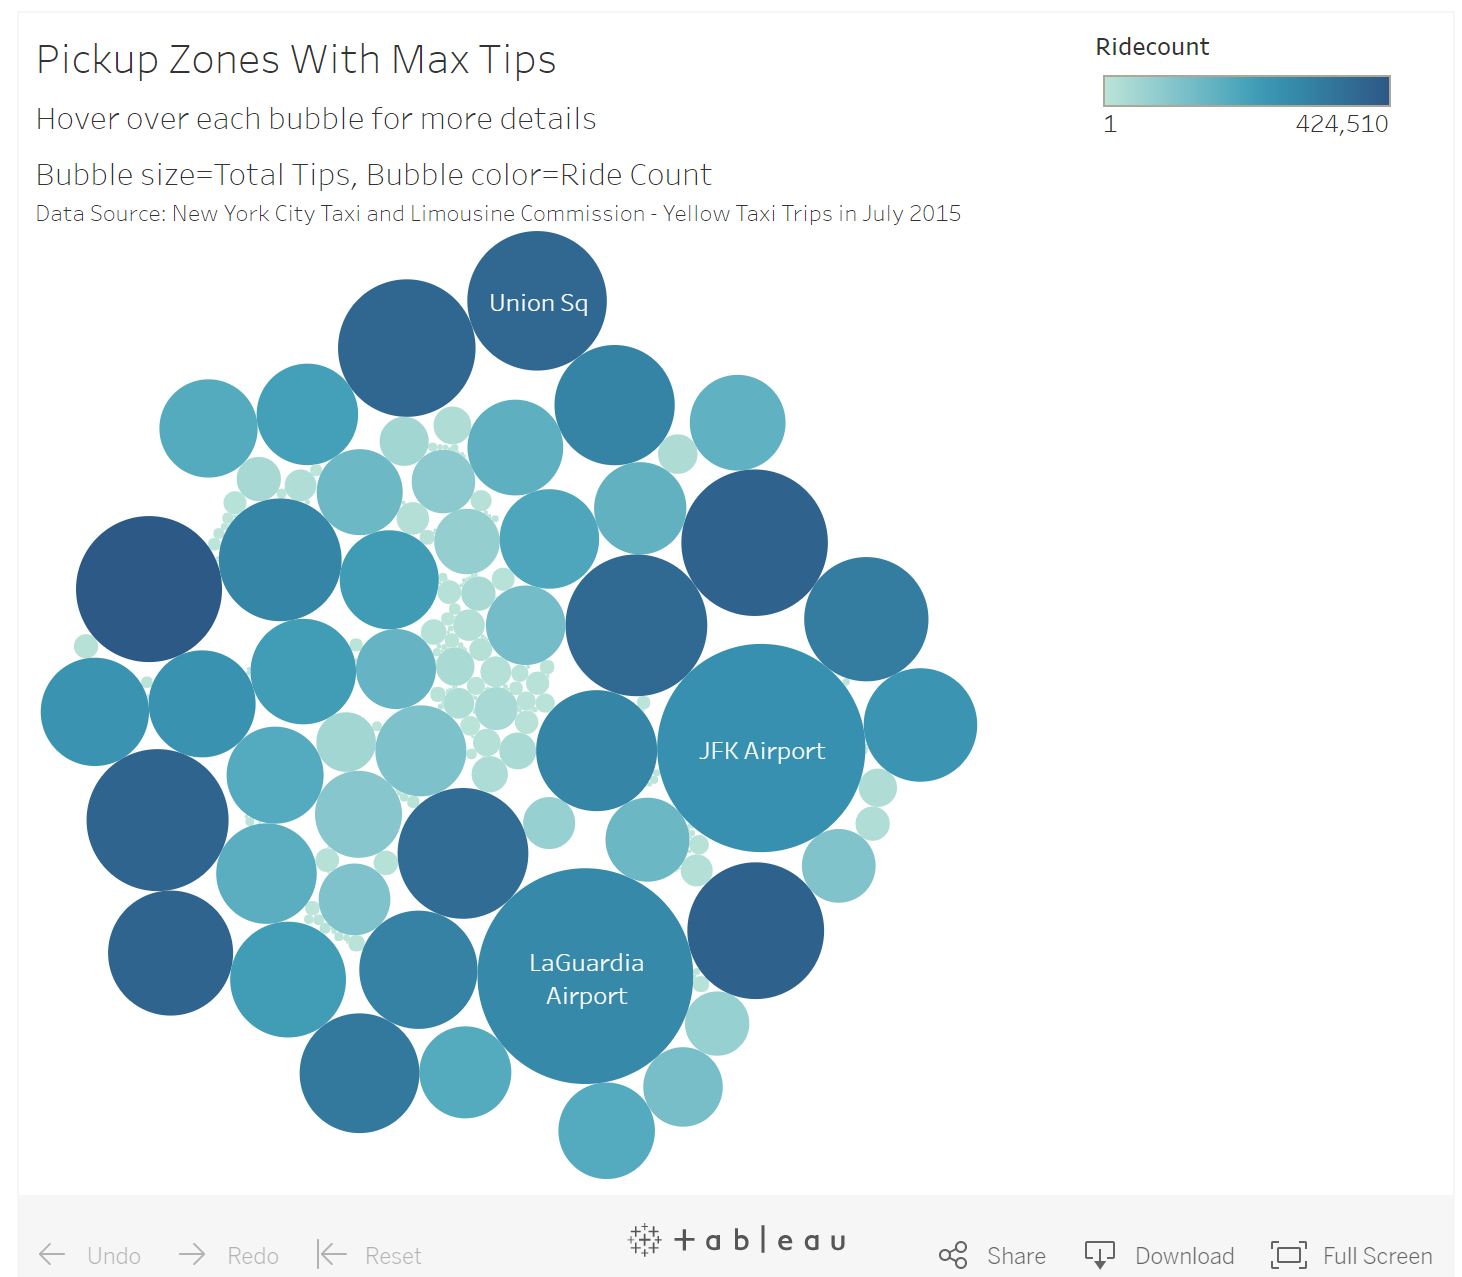 Pickup Zones With Max Tips
Hover over each bubble for more details
Bubble size=Total Tips, Bubble color=Ride Count
Data Source: New York City Taxi and Limousine Commission - Yellow Taxi Trips in July 2015
Ridecount
1 424,510
Union Sq
JFK Airport
LaGuardia
Airport
Undo Redo Reset
+ableau
Share Download Full Screen